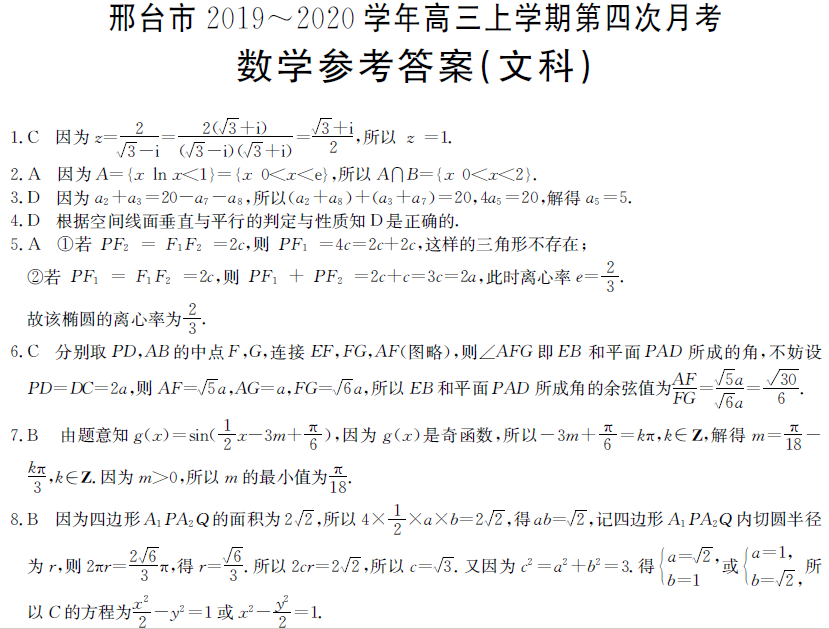 邢台市 2019～2020 学年高三上学期第四次月考
数学参考答案(文科)
1. C 因为 z=2/(√3-i)=2(√3+i)/((√3-i)(√3+i))=(√3+i)/2,所以 z =1.
2. A 因为 A={x ln x<1}={x 0<x<e},所以 A∩B={x 0<x<2}.
3. D 因为 a₂+a₃=20-a₇-a₈,所以(a₂+a₈)+(a₃+a₇)=20,4a₅=20,解得 a₅=5.
4. D 根据空间线面垂直与平行的判定与性质知 D 是正确的.
5. A ①若 PF₂ = F₁F₂ =2c,则 PF₁ =4c=2c+2c,这样的三角形不存在;
②若 PF₁ = F₁F₂ =2c,则 PF₁ + PF₂ =2c+c=3c=2a,此时离心率 e=2/3.
故该椭圆的离心率为2/3.
6. C 分别取 PD,AB 的中点 F,G,连接 EF,FG,AF(图略),则∠AFG 即 EB 和平面 PAD 所成的角,不妨设
PD=DC=2a,则 AF=√5a,AG=a,FG=√6a,所以 EB 和平面 PAD 所成角的余弦值为AF/FG=√5a/√6a=√30/6.
7. B 由题意知 g(x)=sin(1/2x-3m+π/6),因为 g(x)是奇函数,所以-3m+π/6=kπ,k∈Z,解得 m=π/18-
kπ/3,k∈Z.因为 m>0,所以 m 的最小值为π/18.
8. B 因为四边形 A₁PA₂Q 的面积为 2√2,所以 4×1/2×a×b=2√2,得 ab=√2,记四边形 A₁PA₂Q 内切圆半径
为 r,则 2πr=2√6/3π,得 r=√6/3.所以 2cr=2√2,所以 c=√3.又因为 c²=a²+b²=3.得{a=√2, b=1 或{a=1, b=√2, 所
以 C 的方程为x²/2-y²=1 或 x²-y²/2=1.